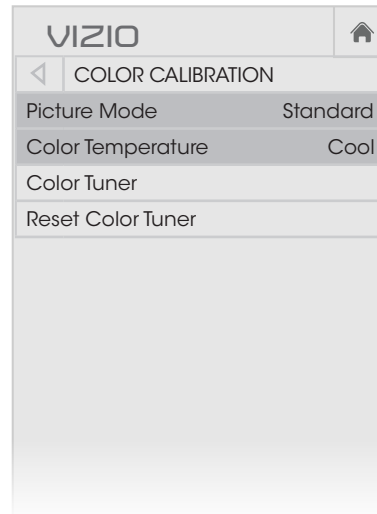 VIZIO
COLOR CALIBRATION
Picture Mode Standard
Color Temperature Cool
Color Tuner
Reset Color Tuner